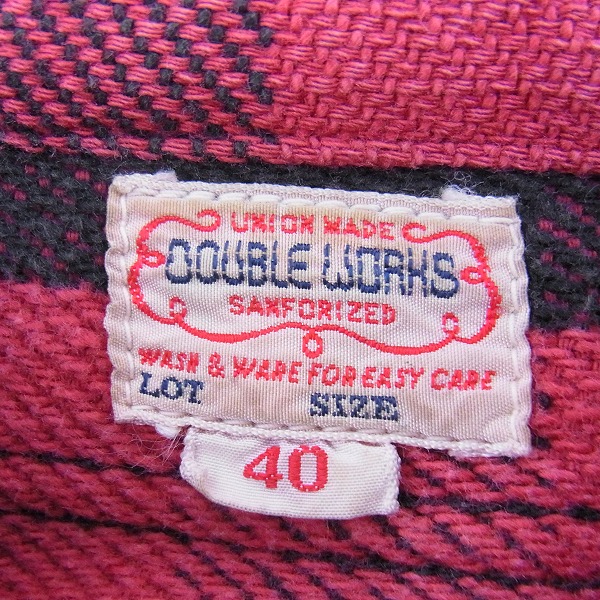 UNION MADE
DOUBLE WORKS
SANFORIZED
WASH & WARE FOR EASY CARE
LOT SIZE
40